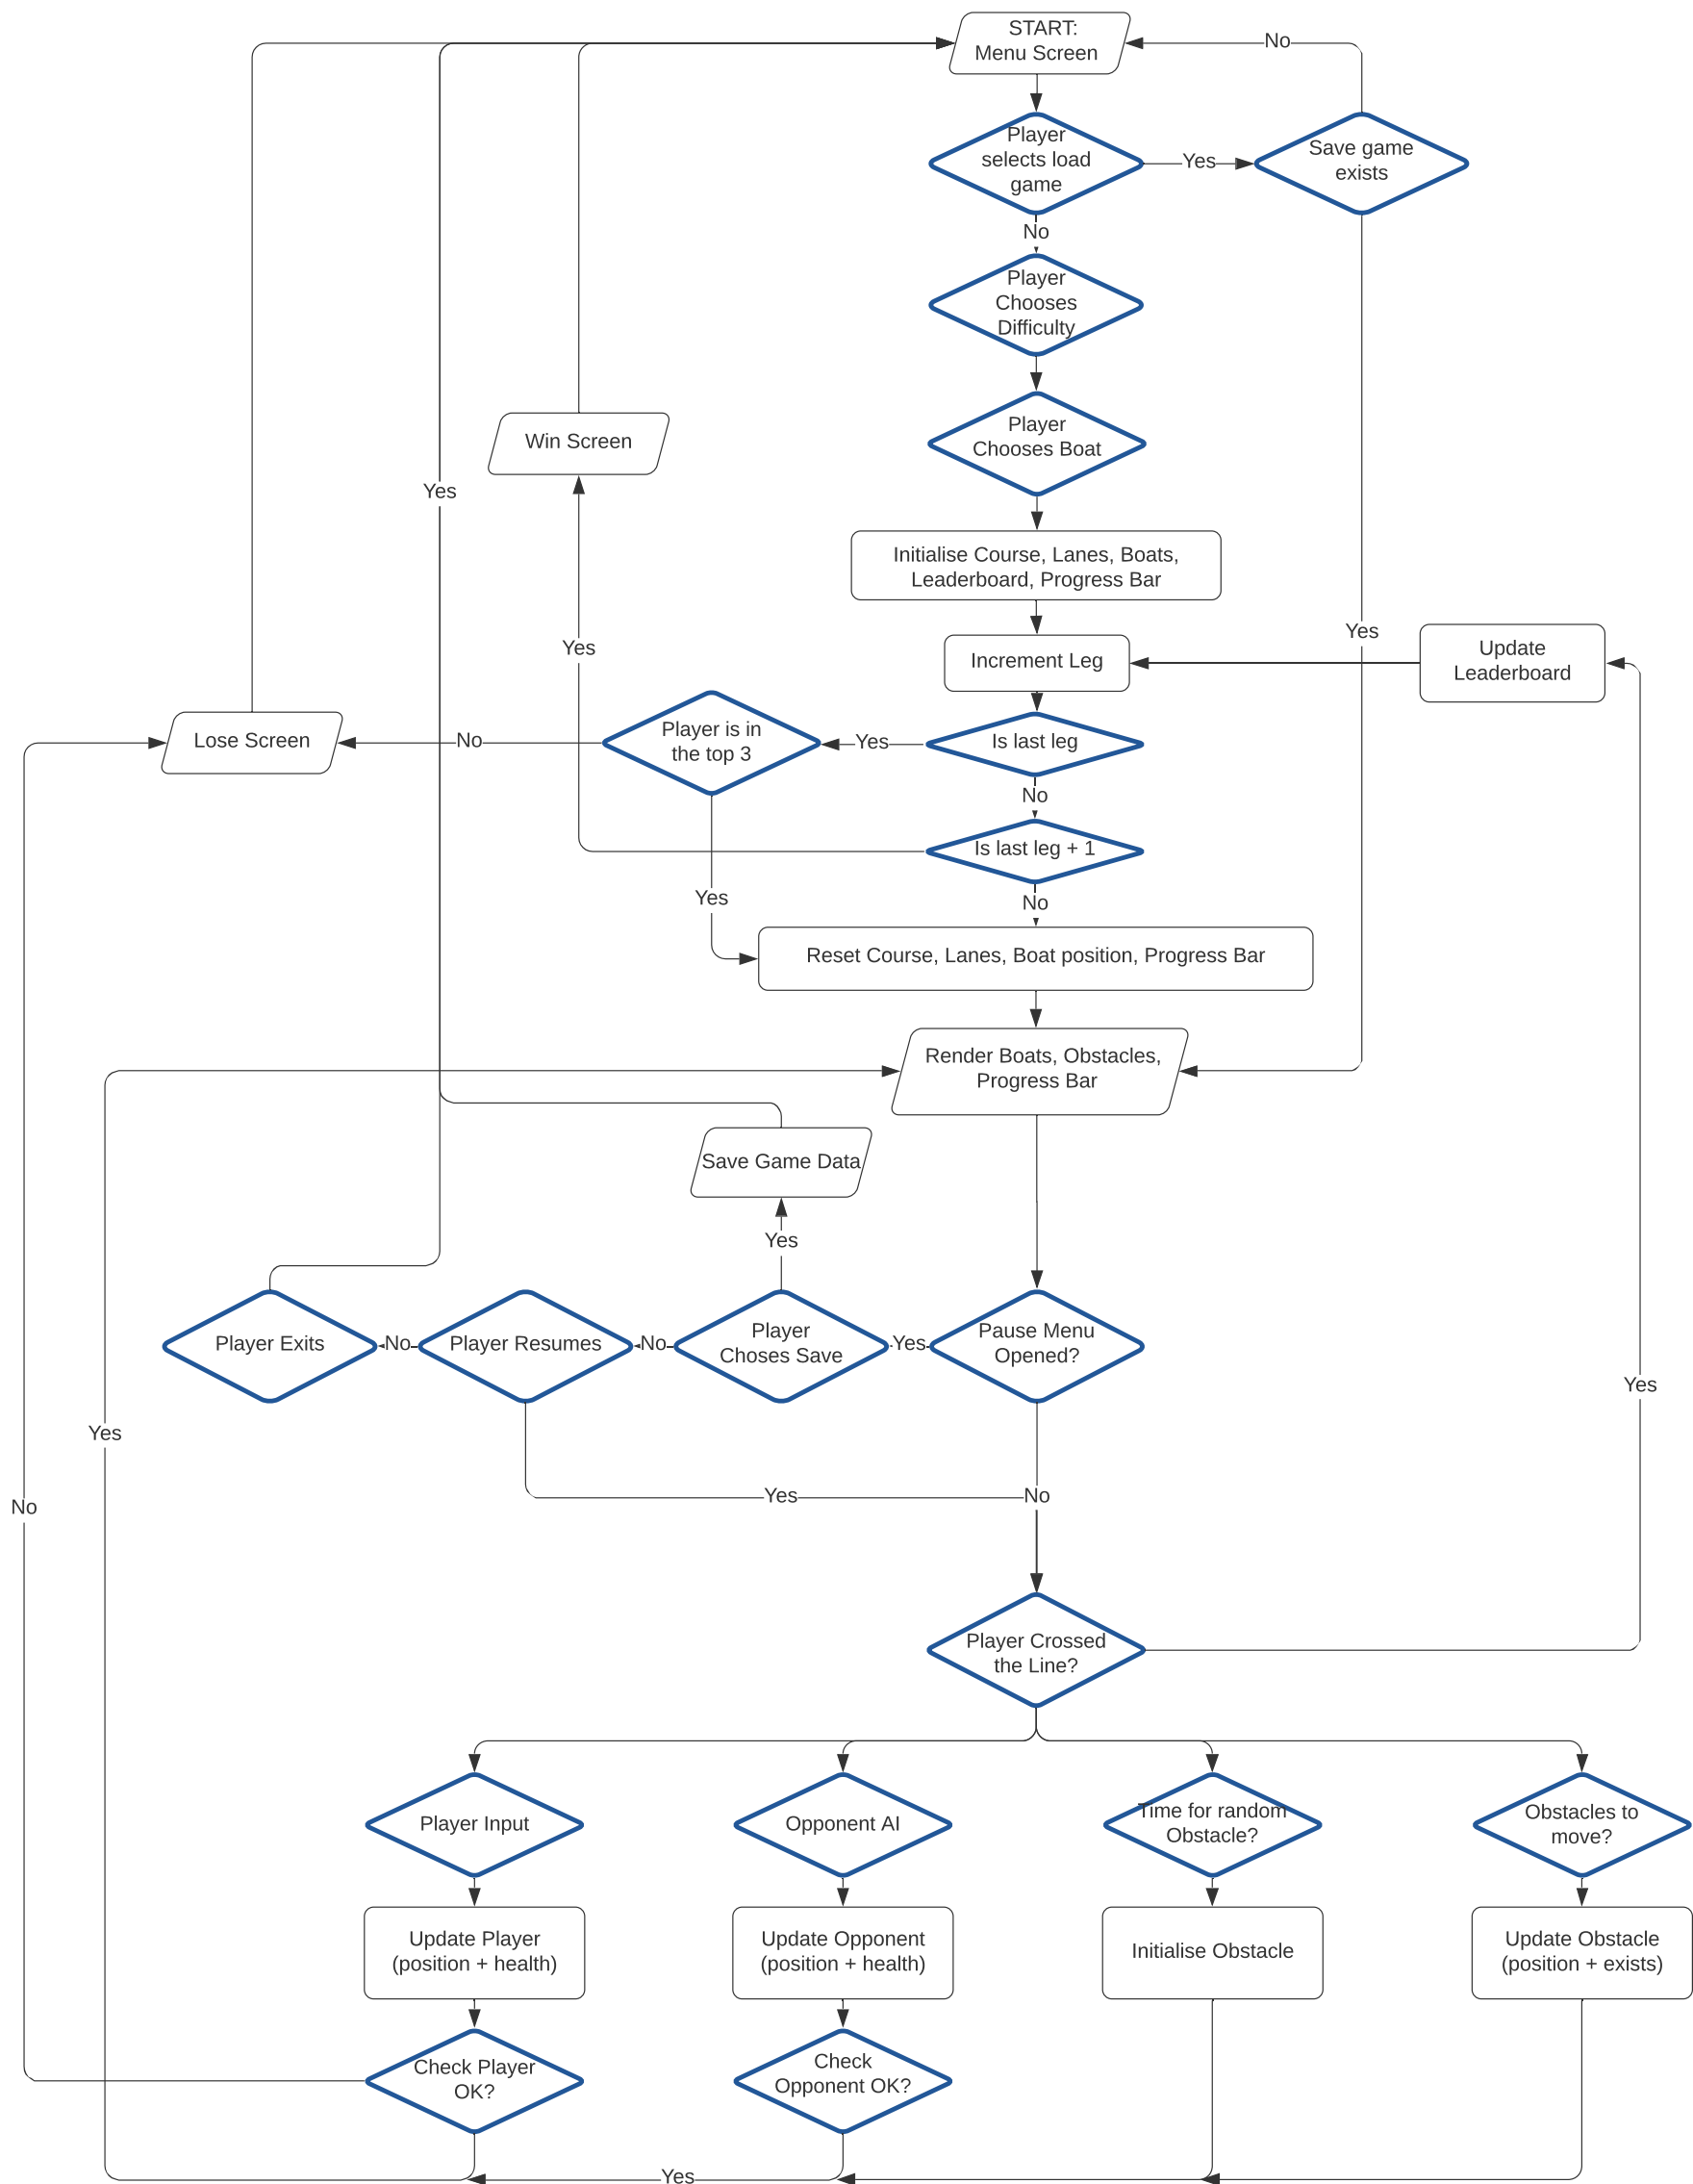 START:
Menu Screen
No
Player
selects load
game
Yes
Save game
exists
No
Player
Chooses
Difficulty
Player
Chooses Boat
Win Screen
Yes
Initialise Course, Lanes, Boats,
Leaderboard, Progress Bar
Yes
Yes
Increment Leg
Update
Leaderboard
Lose Screen
No
Player is in
the top 3
Yes
Is last leg
No
Is last leg + 1
Yes
No
Reset Course, Lanes, Boat position, Progress Bar
Render Boats, Obstacles,
Progress Bar
Save Game Data
Yes
Player Exits
No
Player Resumes
No
Player
Choses Save
Yes
Pause Menu
Opened?
Yes
Yes
No
Yes
No
Player Crossed
the Line?
Player Input
Opponent AI
Time for random
Obstacle?
Obstacles to
move?
Update Player
(position + health)
Update Opponent
(position + health)
Initialise Obstacle
Update Obstacle
(position + exists)
Check Player
OK?
Check
Opponent OK?
Yes